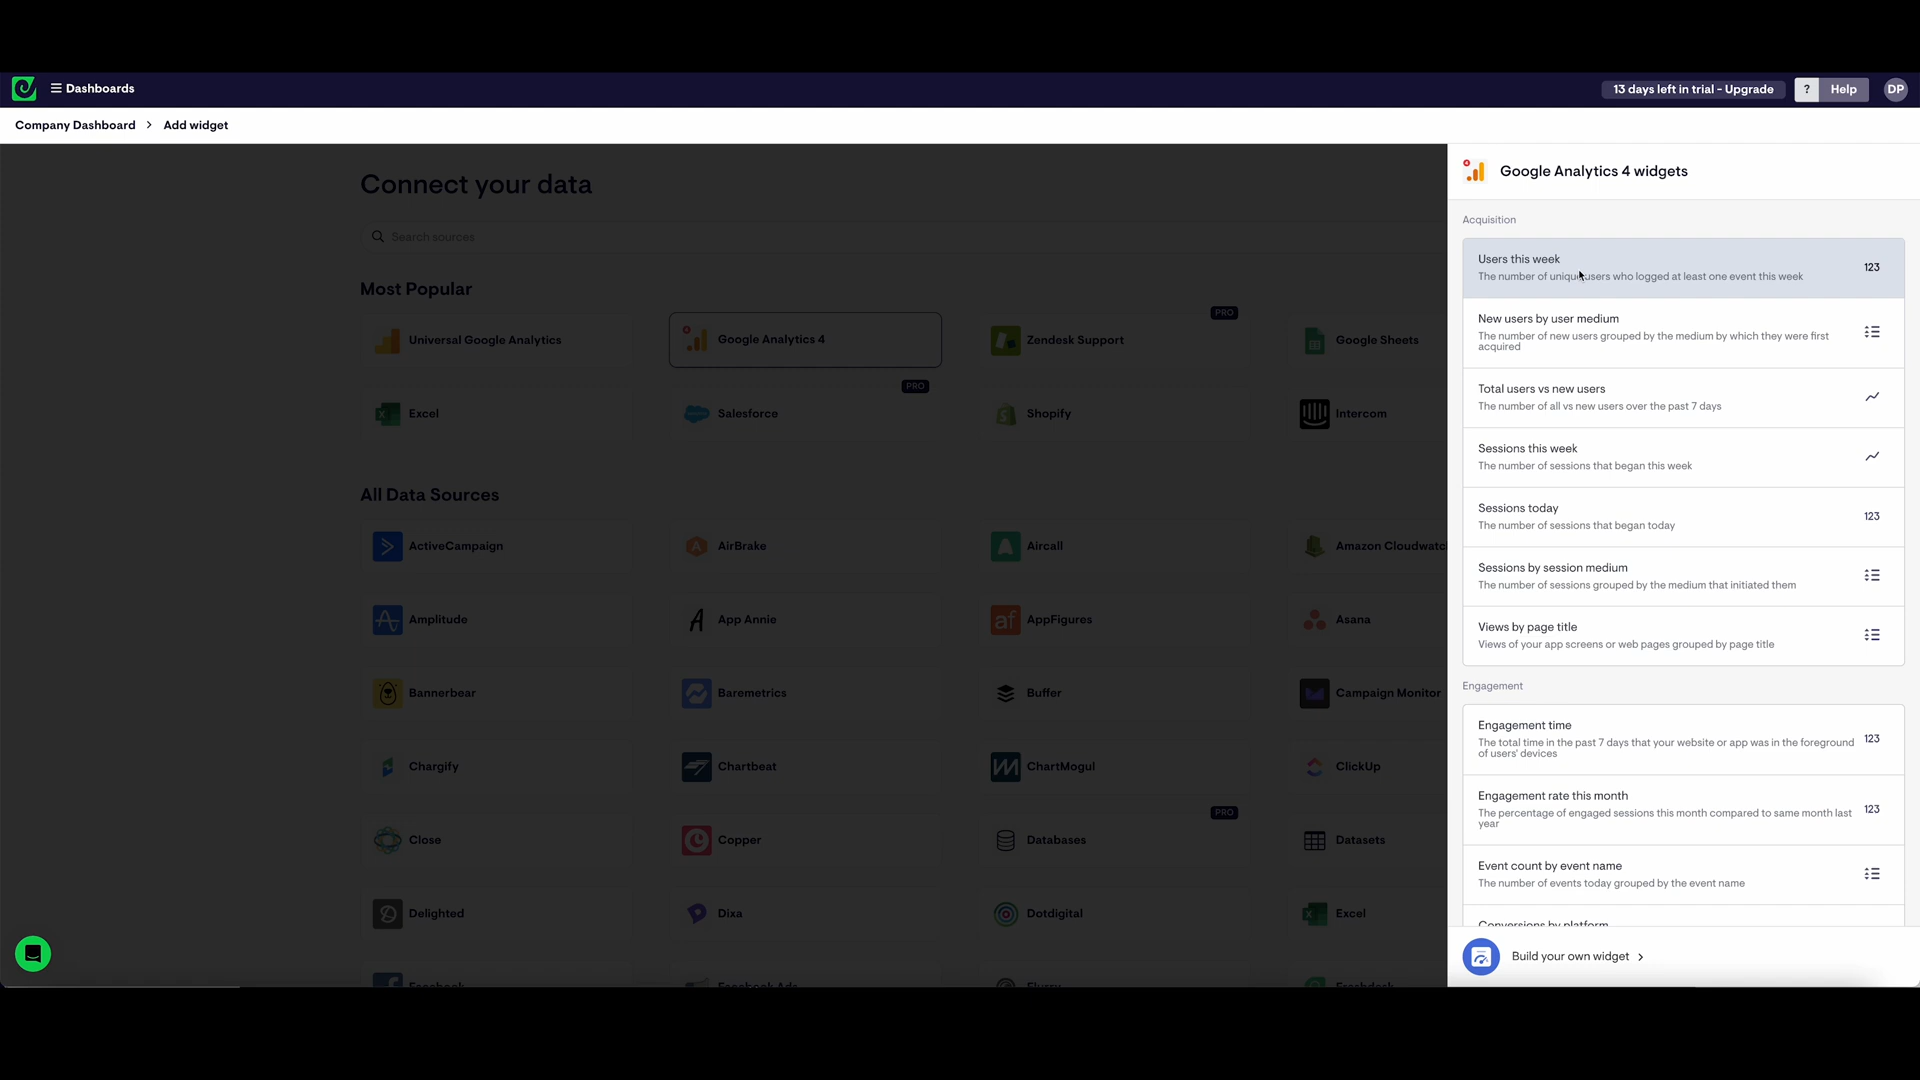 Dashboards
13 days left in trial - Upgrade
? Help
DP
Company Dashboard > Add widget
Connect your data
Search sources
Most Popular
Universal Google Analytics
Google Analytics 4
PRO
Zendesk Support
Google Sheets
Excel
PRO
Salesforce
Shopify
Intercom
All Data Sources
ActiveCampaign
AirBrake
Aircall
Amazon Cloudwatc
Amplitude
App Annie
af
AppFigures
Asana
Bannerbear
Baremetrics
Buffer
Campaign Monitor
Chargify
Chartbeat
ChartMogul
ClickUp
Close
Copper
PRO
Databases
Datasets
Delighted
Dixa
Dotdigital
Excel
Facebook
Facebook Ads
Flurry
Freshdesk
Google Analytics 4 widgets
Acquisition
Users this week
The number of unique users who logged at least one event this week
123
New users by user medium
The number of new users grouped by the medium by which they were first
acquired
Total users vs new users
The number of all vs new users over the past 7 days
Sessions this week
The number of sessions that began this week
Sessions today
The number of sessions that began today
123
Sessions by session medium
The number of sessions grouped by the medium that initiated them
Views by page title
Views of your app screens or web pages grouped by page title
Engagement
Engagement time
The total time in the past 7 days that your website or app was in the foreground
of users' devices
123
Engagement rate this month
The percentage of engaged sessions this month compared to same month last
year
123
Event count by event name
The number of events today grouped by the event name
Conversions by platform
Build your own widget >